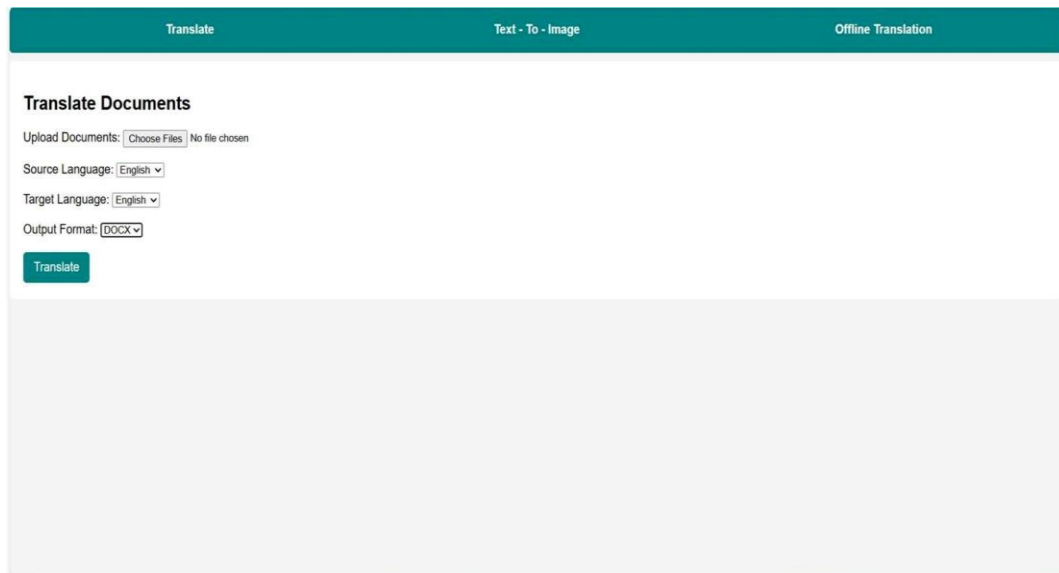 Translate Text - To - Image Offline Translation
Translate Documents
Upload Documents: Choose Files No file chosen
Source Language: English
Target Language: English
Output Format: DOCX
Translate